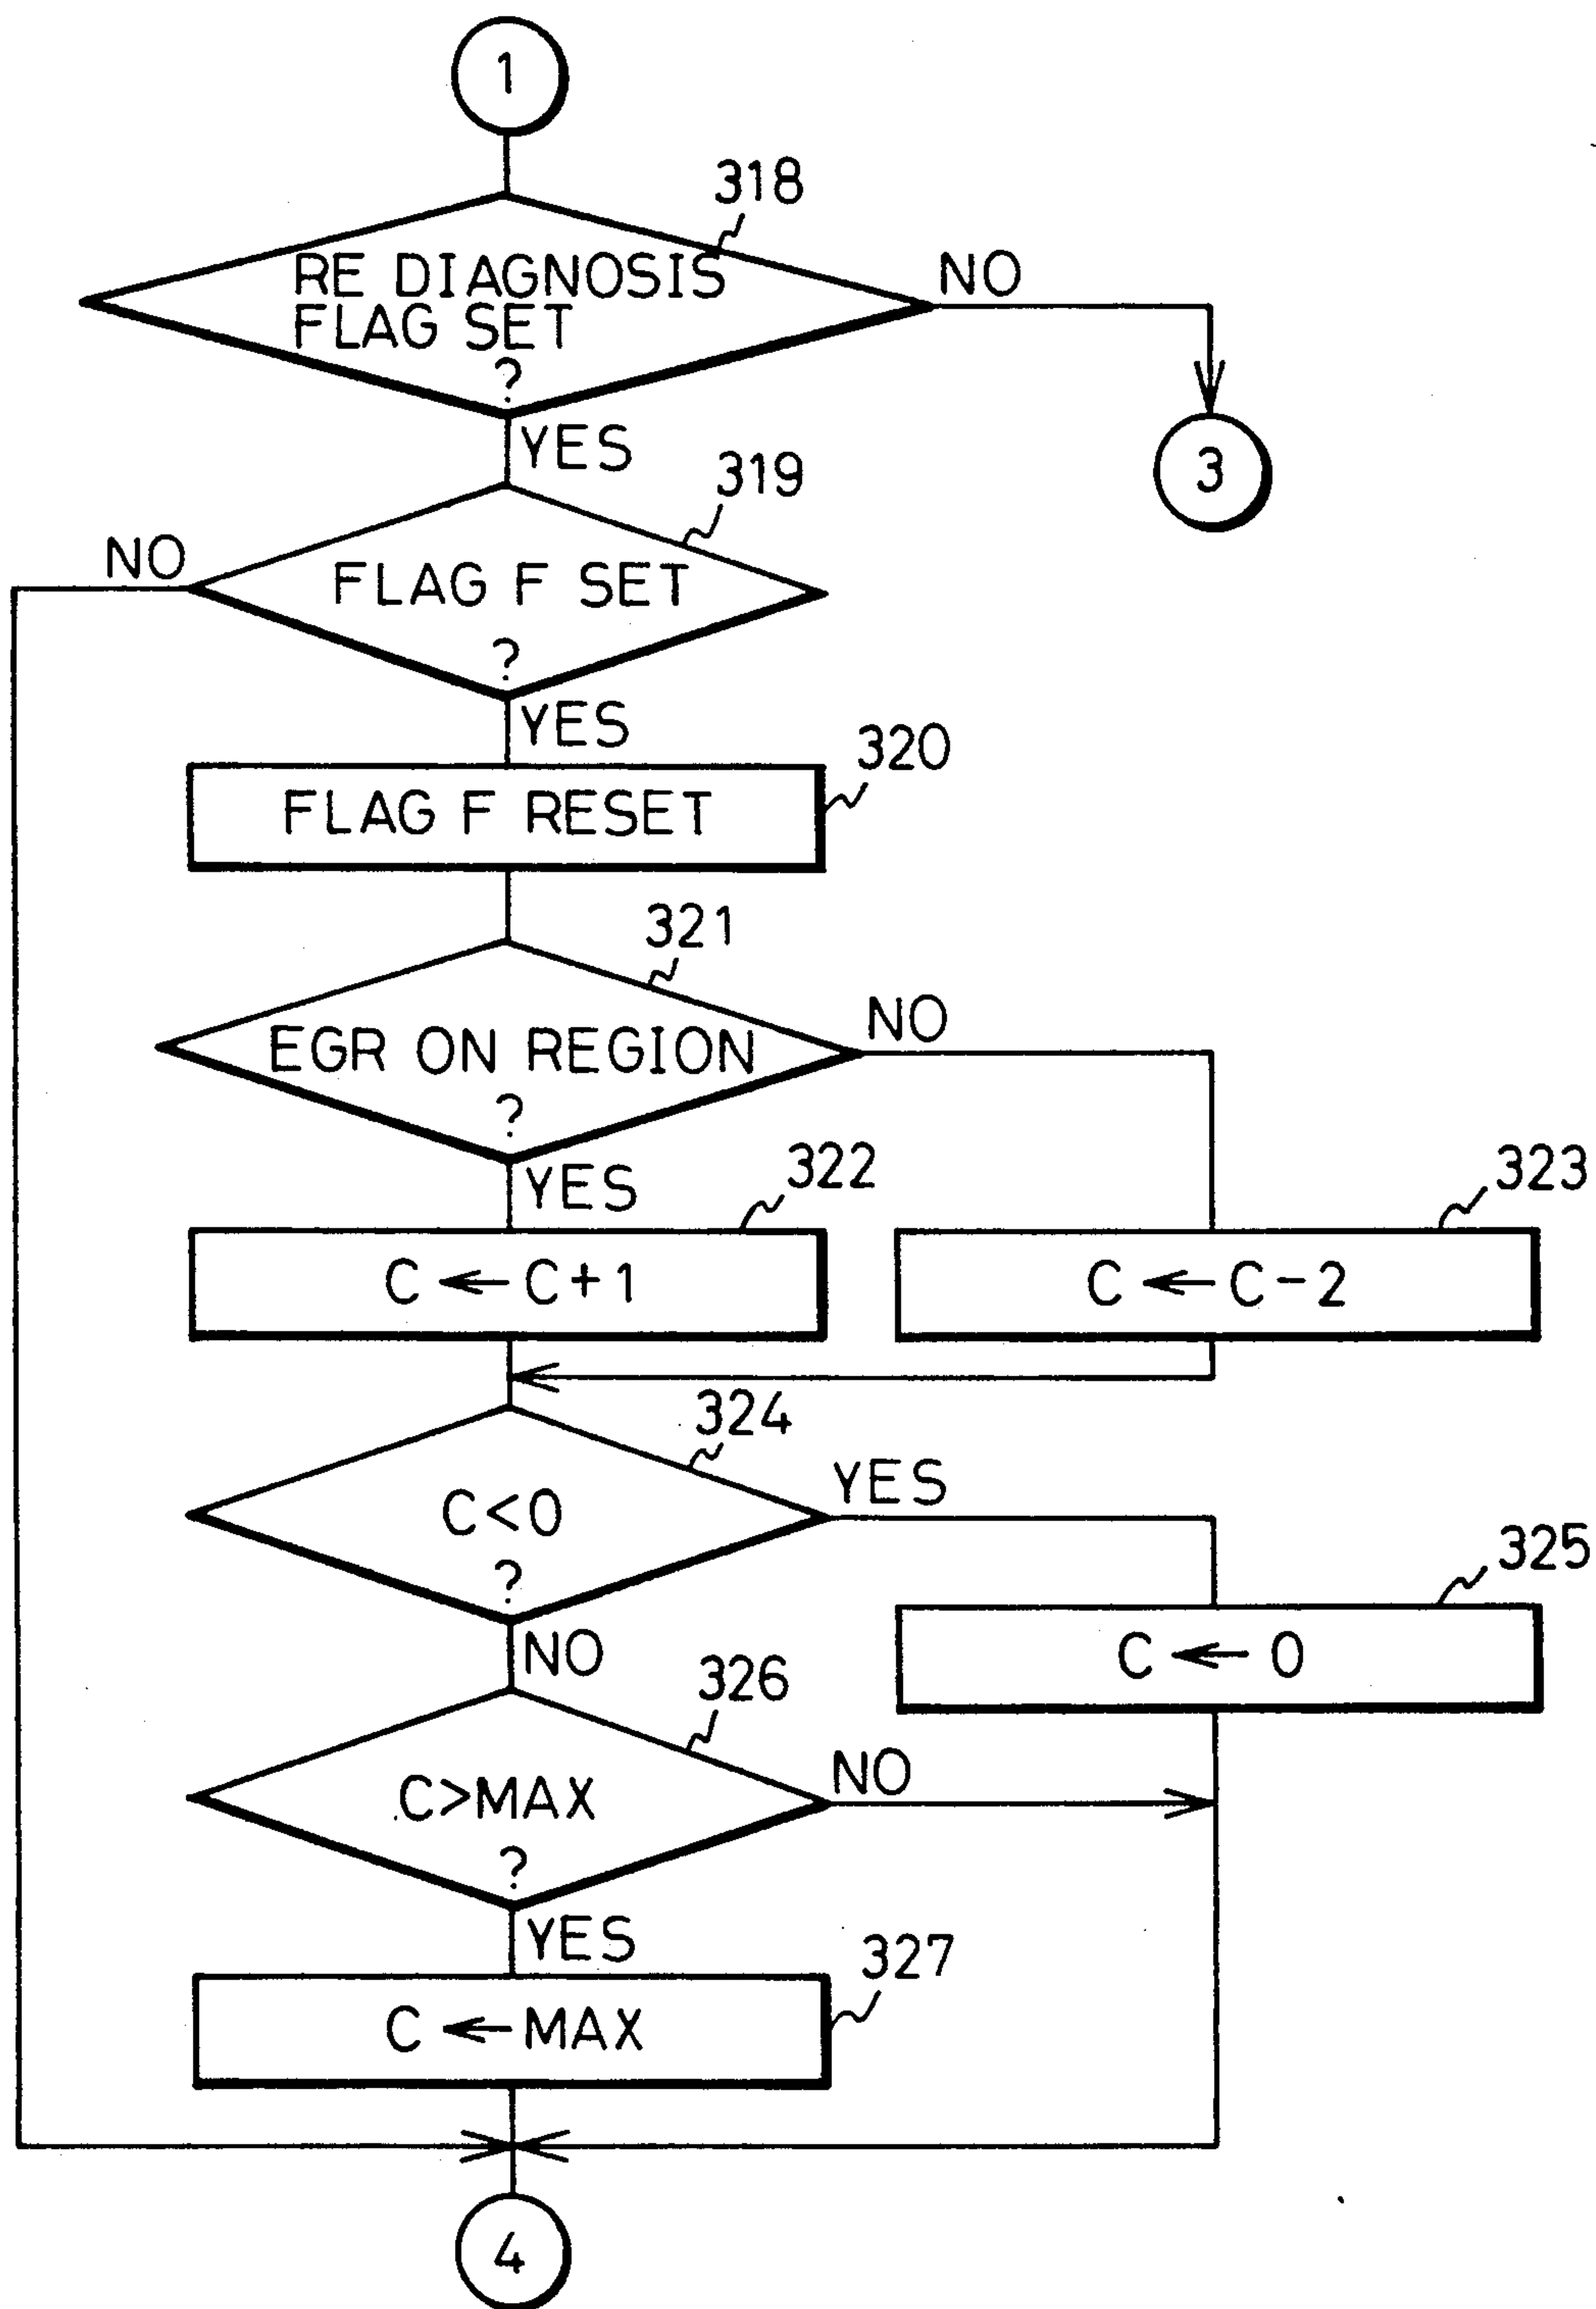 1
318
RE DIAGNOSIS
FLAG SET
?
NO
YES
3
319
NO
FLAG F SET
?
YES
320
FLAG F RESET
321
EGR ON REGION
?
NO
YES
322
323
C ← C+1
C ← C-2
324
C<0
?
YES
325
NO
C ← 0
326
C>MAX
?
NO
YES
327
C ← MAX
4